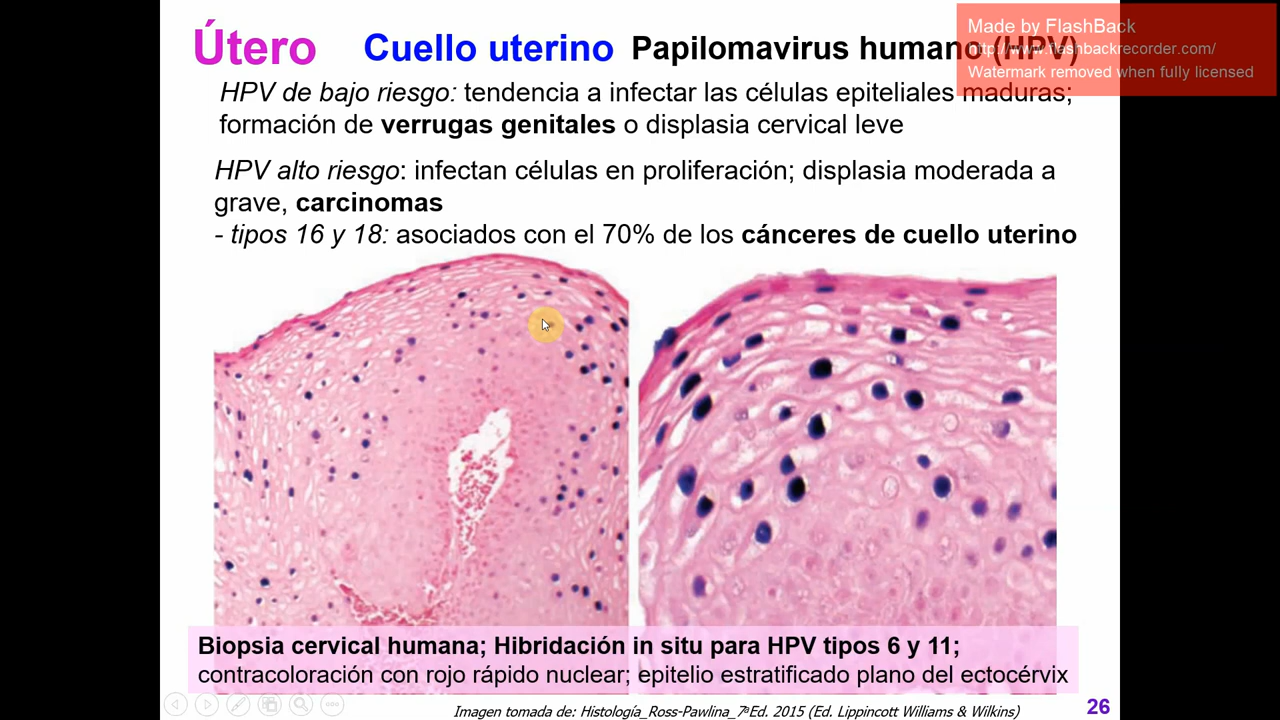 Útero Cuello uterino Papilomavirus humano (HPV)
Made by FlashBack
http://www.flashbackrecorder.com/
Watermark removed when fully licensed
HPV de bajo riesgo: tendencia a infectar las células epiteliales maduras;
formación de verrugas genitales o displasia cervical leve
HPV alto riesgo: infectan células en proliferación; displasia moderada a
grave, carcinomas
- tipos 16 y 18: asociados con el 70% de los cánceres de cuello uterino
Biopsia cervical humana; Hibridación in situ para HPV tipos 6 y 11;
contracoloración con rojo rápido nuclear; epitelio estratificado plano del ectocérvix
Imagen tomada de: Histología_Ross-Pawlina_7ªEd. 2015 (Ed. Lippincott Williams & Wilkins)
26